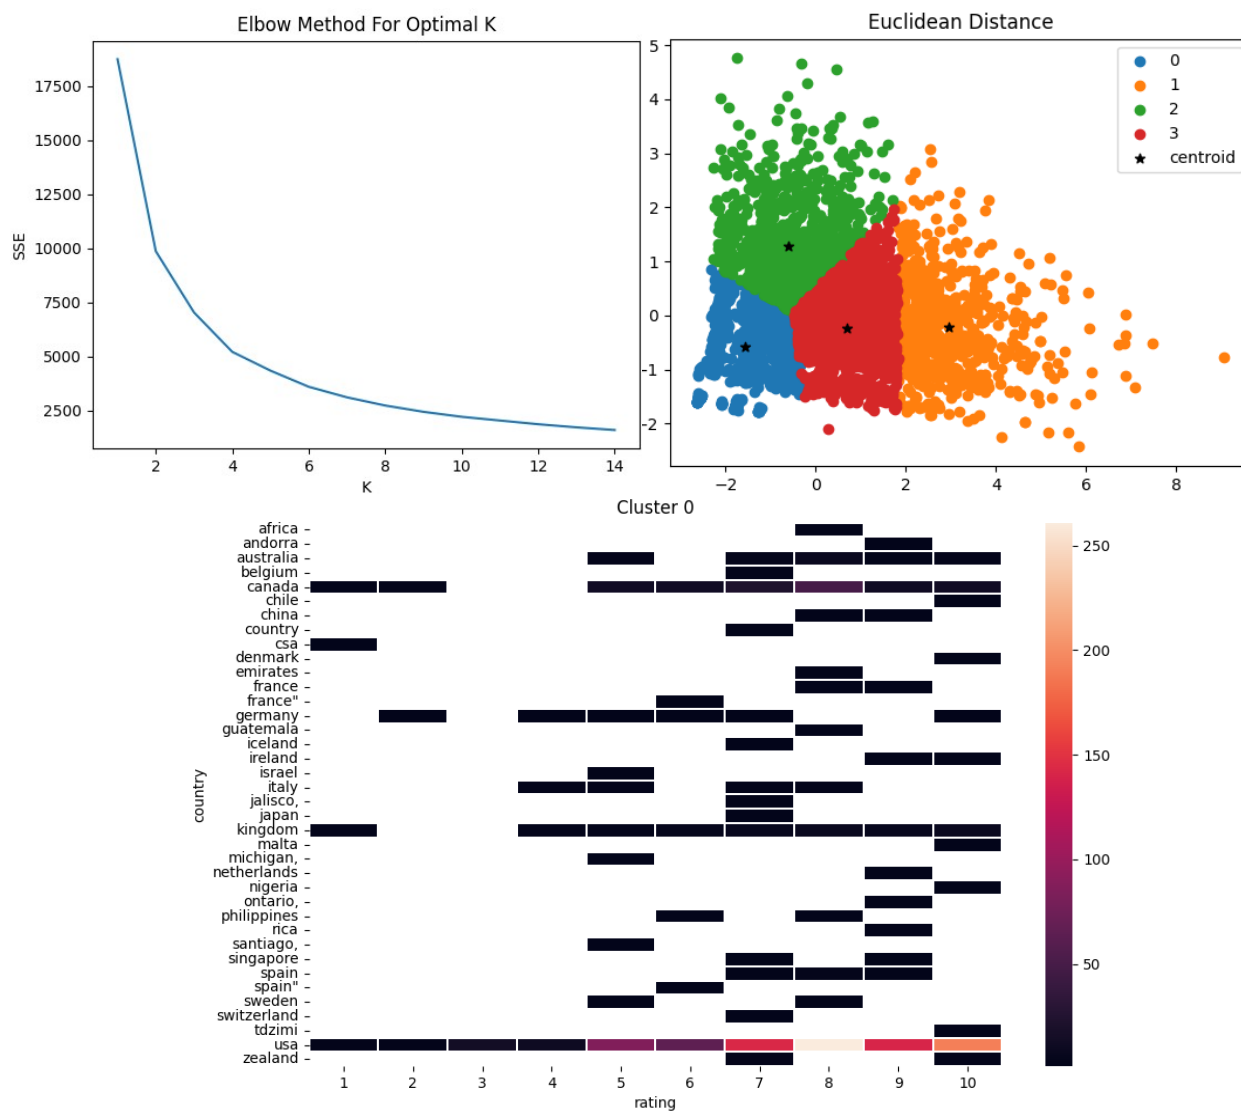 Elbow Method For Optimal K
17500
15000
12500
10000
7500
5000
2500
SSE
2 4 6 8 10 12 14
K
Euclidean Distance
5
4
3
2
1
0
-1
-2
0
1
2
3
centroid
−2 0 2 4 6 8
Cluster 0
africa
andorra
australia
belgium
canada
chile
china
country
csa
denmark
emirates
france
france"
germany
guatemala
iceland
ireland
israel
italy
jalisco,
japan
kingdom
malta
michigan,
netherlands
nigeria
ontario,
philippines
rica
santiago,
singapore
spain
spain"
sweden
switzerland
tdzimi
usa
zealand
country
1 2 3 4 5 6 7 8 9 10
rating
250
200
150
100
50